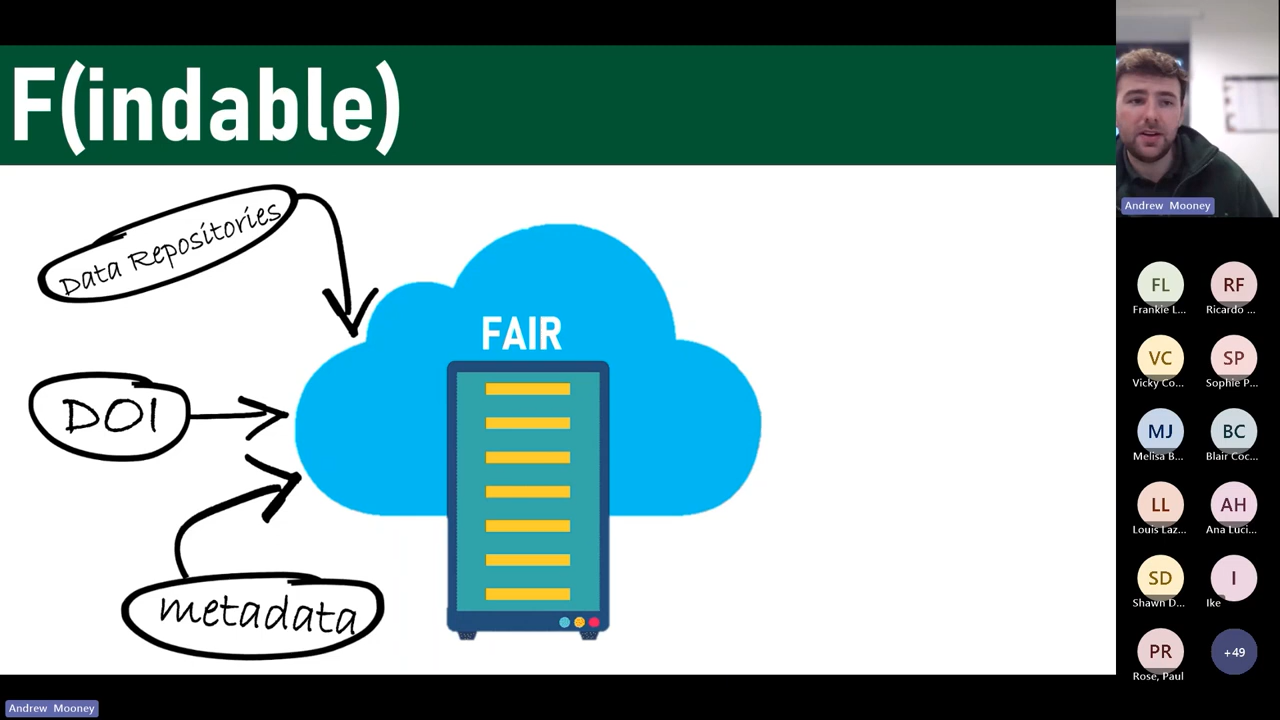 F(indable)
Data Repositories
FAIR
DOI
metadata
Andrew Mooney
FL
RF
Frankie L...
Ricardo ...
VC
SP
Vicky Co...
Sophie P...
MJ
BC
Melisa B...
Blair Coc...
LL
AH
Louis Laz...
Ana Luci...
SD
I
Shawn D...
Ike
PR
+49
Rose, Paul
Andrew Mooney